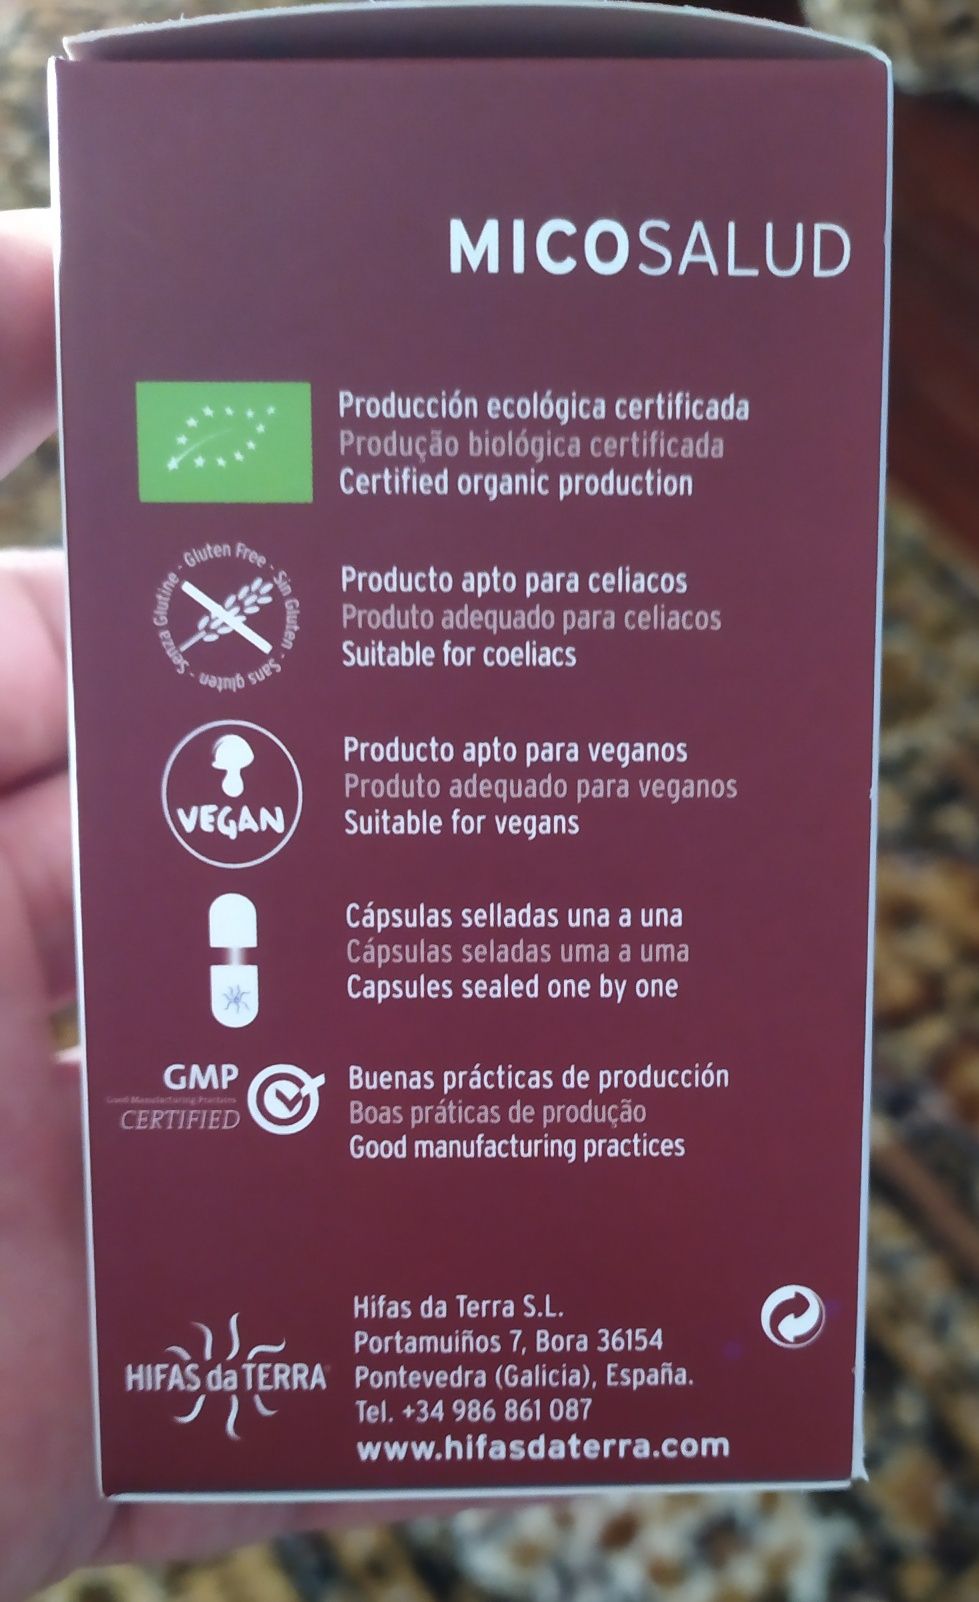 MICOSALUD
Producción ecológica certificada
Produção biológica certificada
Certified organic production
Senza Glutine - Gluten Free - Sin Gluten - Sans gluten -
Producto apto para celiacos
Produto adequado para celiacos
Suitable for coeliacs
VEGAN
Producto apto para veganos
Produto adequado para veganos
Suitable for vegans
Cápsulas selladas una a una
Cápsulas seladas uma a uma
Capsules sealed one by one
GMP
Good Manufacturing Practices
CERTIFIED
Buenas prácticas de producción
Boas práticas de produção
Good manufacturing practices
HIFAS da TERRA
Hifas da Terra S.L.
Portamuiños 7, Bora 36154
Pontevedra (Galicia), España.
Tel. +34 986 861 087
www.hifasdaterra.com